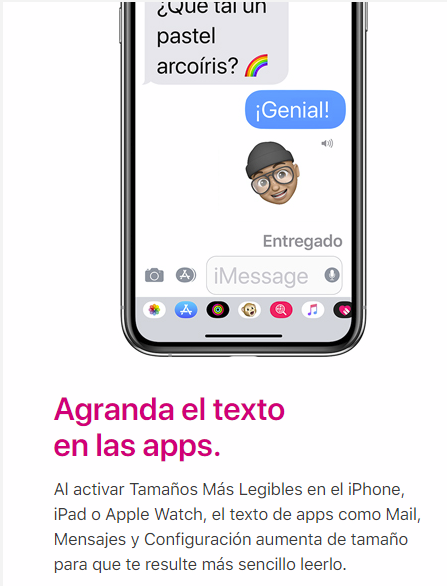 ¿Qué tal un
pastel
arcoíris? 🌈
¡Genial!
Entregado
iMessage
Agranda el texto
en las apps.
Al activar Tamaños Más Legibles en el iPhone,
iPad o Apple Watch, el texto de apps como Mail,
Mensajes y Configuración aumenta de tamaño
para que te resulte más sencillo leerlo.